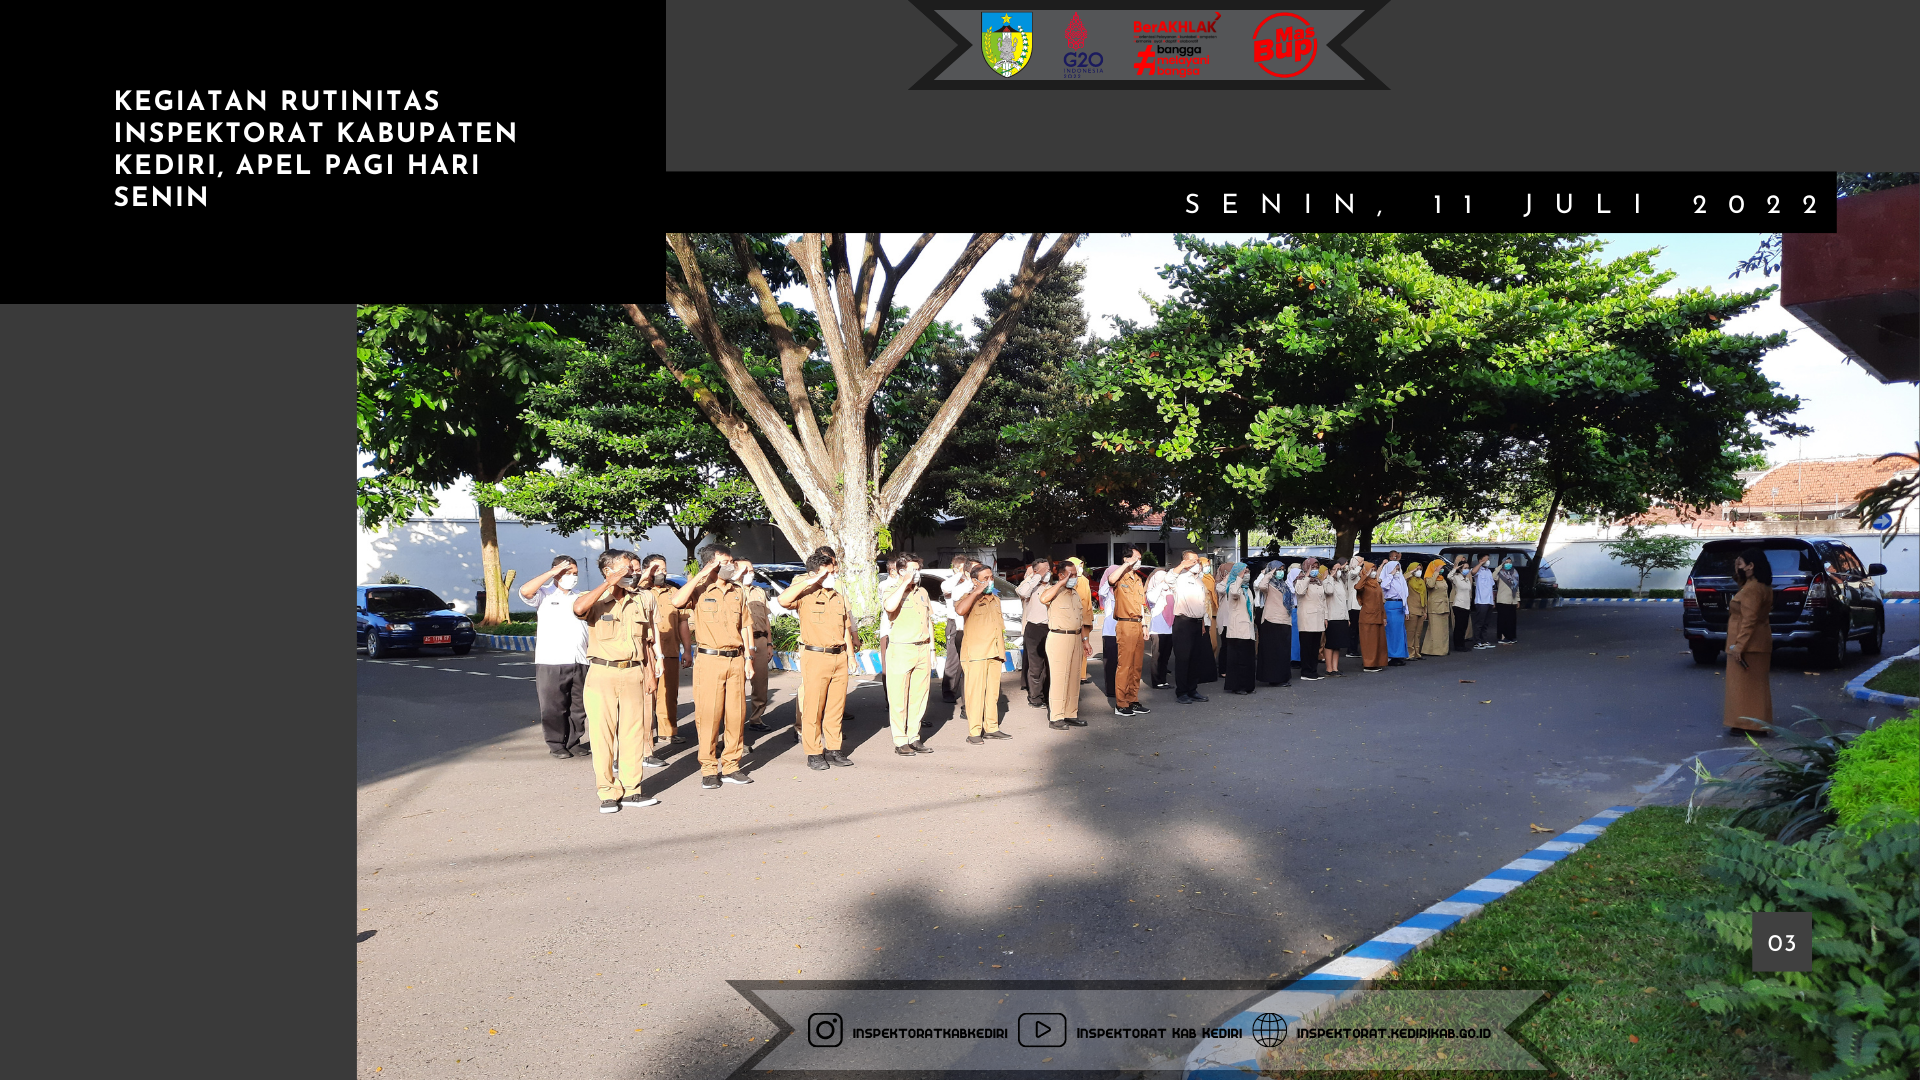 G20
INDONESIA
2022
BerAKHLAK
#bangga
melayani
bangsa
Mas
BUP
KEGIATAN RUTINITAS
INSPEKTORAT KABUPATEN
KEDIRI, APEL PAGI HARI
SENIN
SENIN, 11 JULI 2022
03
INSPEKTORATKABKEDIRI
INSPEKTORAT KAB KEDIRI
INSPEKTORAT.KEDIRIKAB.GO.ID